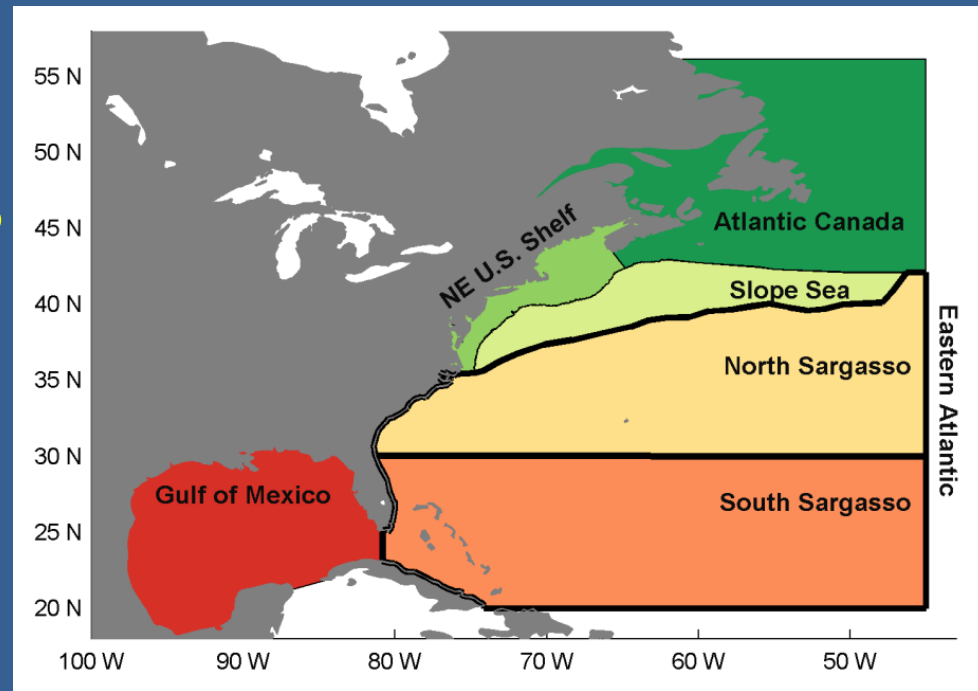 55 N
50 N
45 N
40 N
35 N
30 N
25 N
20 N
100 W 90 W 80 W 70 W 60 W 50 W
NE U.S. Shelf
Atlantic Canada
Slope Sea
North Sargasso
Eastern Atlantic
Gulf of Mexico
South Sargasso